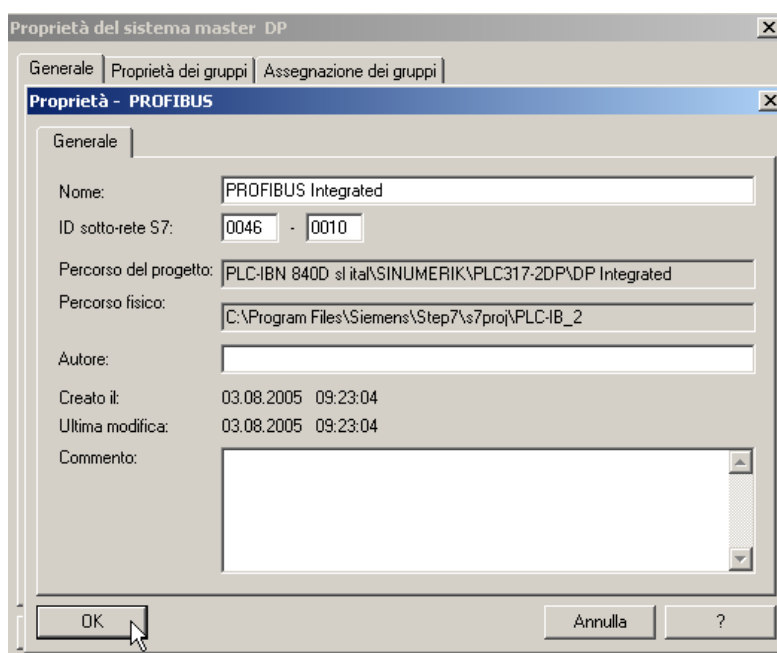 Proprietà del sistema master DP
Generale Proprietà dei gruppi Assegnazione dei gruppi
Proprietà - PROFIBUS
Generale
Nome: PROFIBUS Integrated
ID sotto-rete S7: 0046 - 0010
Percorso del progetto: PLC-IBN 840D sl ital\SINUMERIK\PLC317-2DP\DP Integrated
Percorso fisico: C:\Program Files\Siemens\Step7\s7proj\PLC-IB_2
Autore:
Creato il: 03.08.2005 09:23:04
Ultima modifica: 03.08.2005 09:23:04
Commento:
OK Annulla ?